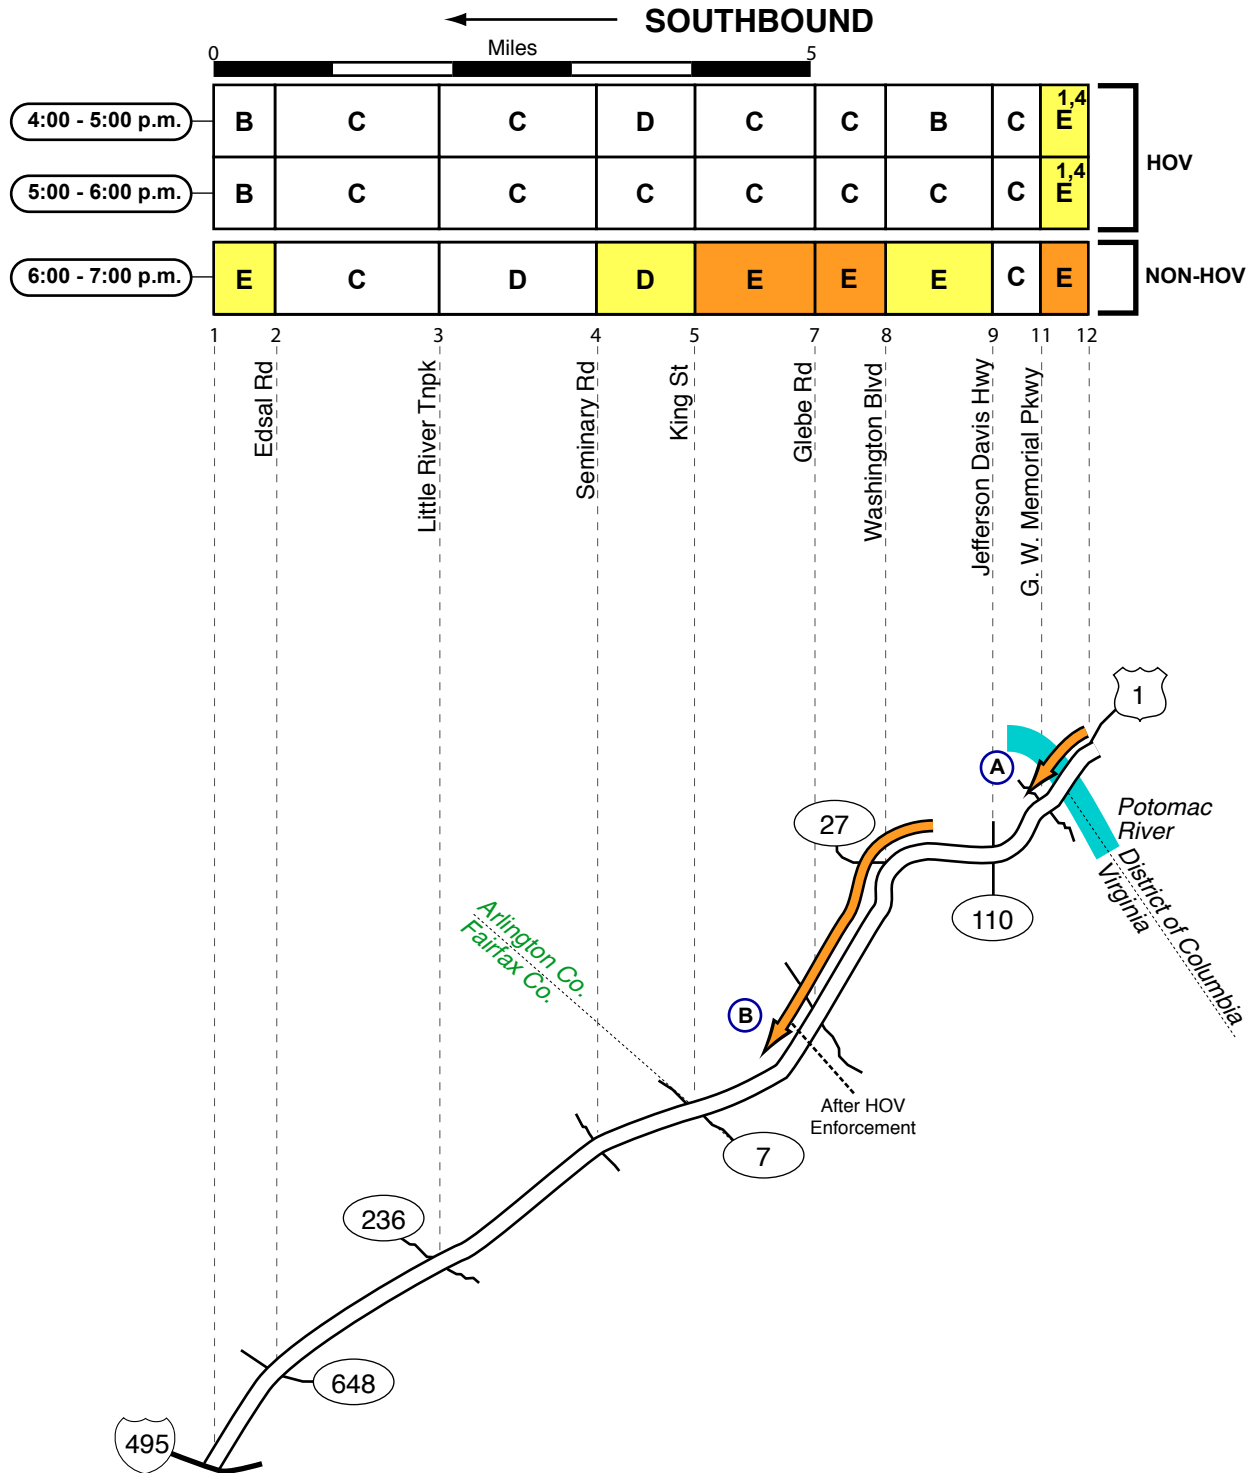 SOUTHBOUND
0 Miles 5
4:00 - 5:00 p.m. B C C D C C B C 1,4 E
HOV
5:00 - 6:00 p.m. B C C C C C C C 1,4 E
6:00 - 7:00 p.m. E C D D E E E C E NON-HOV
1 2 3 4 5 7 8 9 11 12
Edsal Rd
Little River Tnpk
Seminary Rd
King St
Glebe Rd
Washington Blvd
Jefferson Davis Hwy
G. W. Memorial Pkwy
1
A
Potomac
River
27
District of Columbia
Virginia
110
Arlington Co.
Fairfax Co.
B
After HOV
Enforcement
7
236
648
495